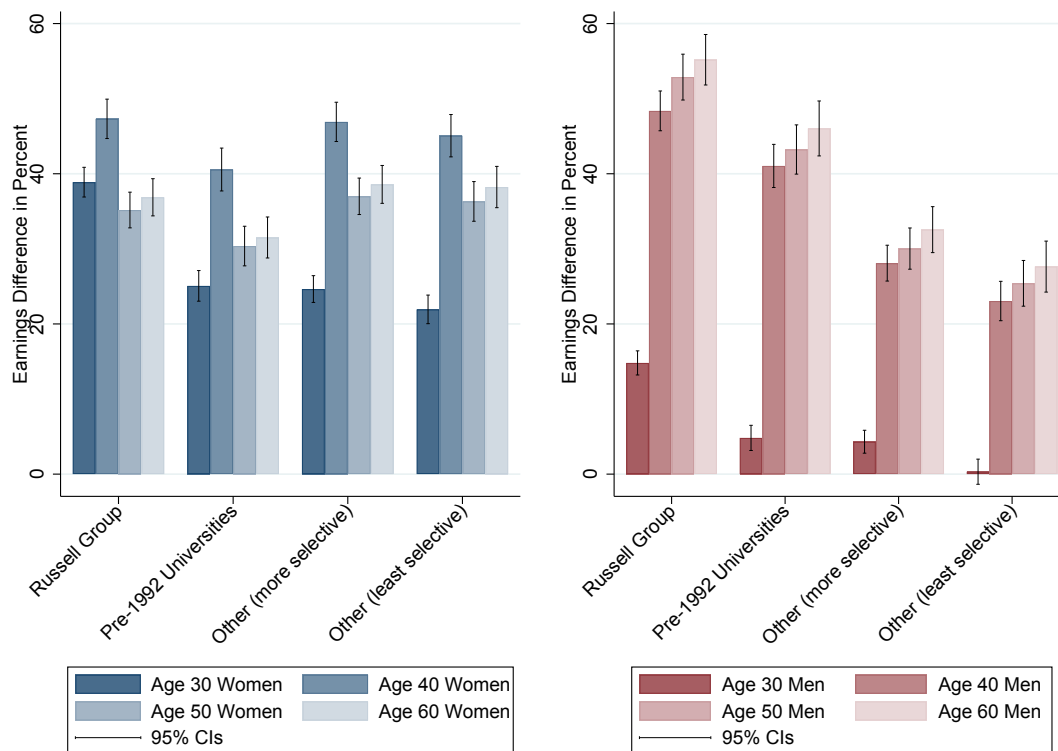 Earnings Difference in Percent
60
40
20
0
Russell Group
Pre-1992 Universities
Other (more selective)
Other (least selective)
Age 30 Women
Age 40 Women
Age 50 Women
Age 60 Women
95% CIs
Earnings Difference in Percent
60
40
20
0
Russell Group
Pre-1992 Universities
Other (more selective)
Other (least selective)
Age 30 Men
Age 40 Men
Age 50 Men
Age 60 Men
95% CIs